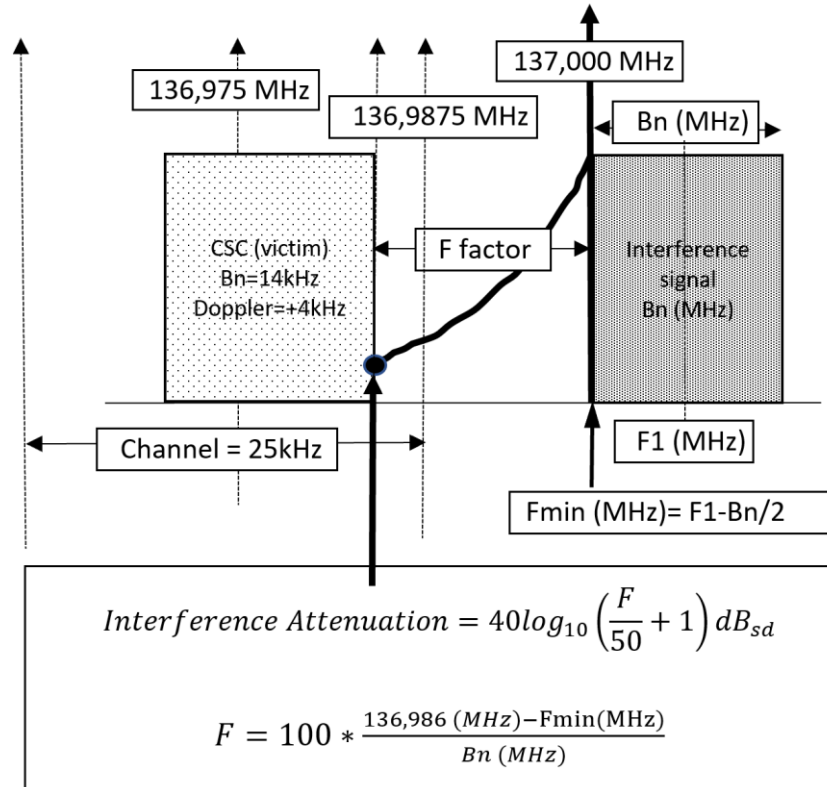 136,975 MHz
137,000 MHz
136,9875 MHz
Bn (MHz)
CSC (victim)
Bn=14kHz
Doppler=+4kHz
F factor
Interference
signal
Bn (MHz)
Channel = 25kHz
F1 (MHz)
Fmin (MHz)= F1-Bn/2
Interference Attenuation = 40log₁₀ (F/50 + 1) dB_sd
F = 100 * (136,986 (MHz)−Fmin(MHz))/(Bn (MHz))